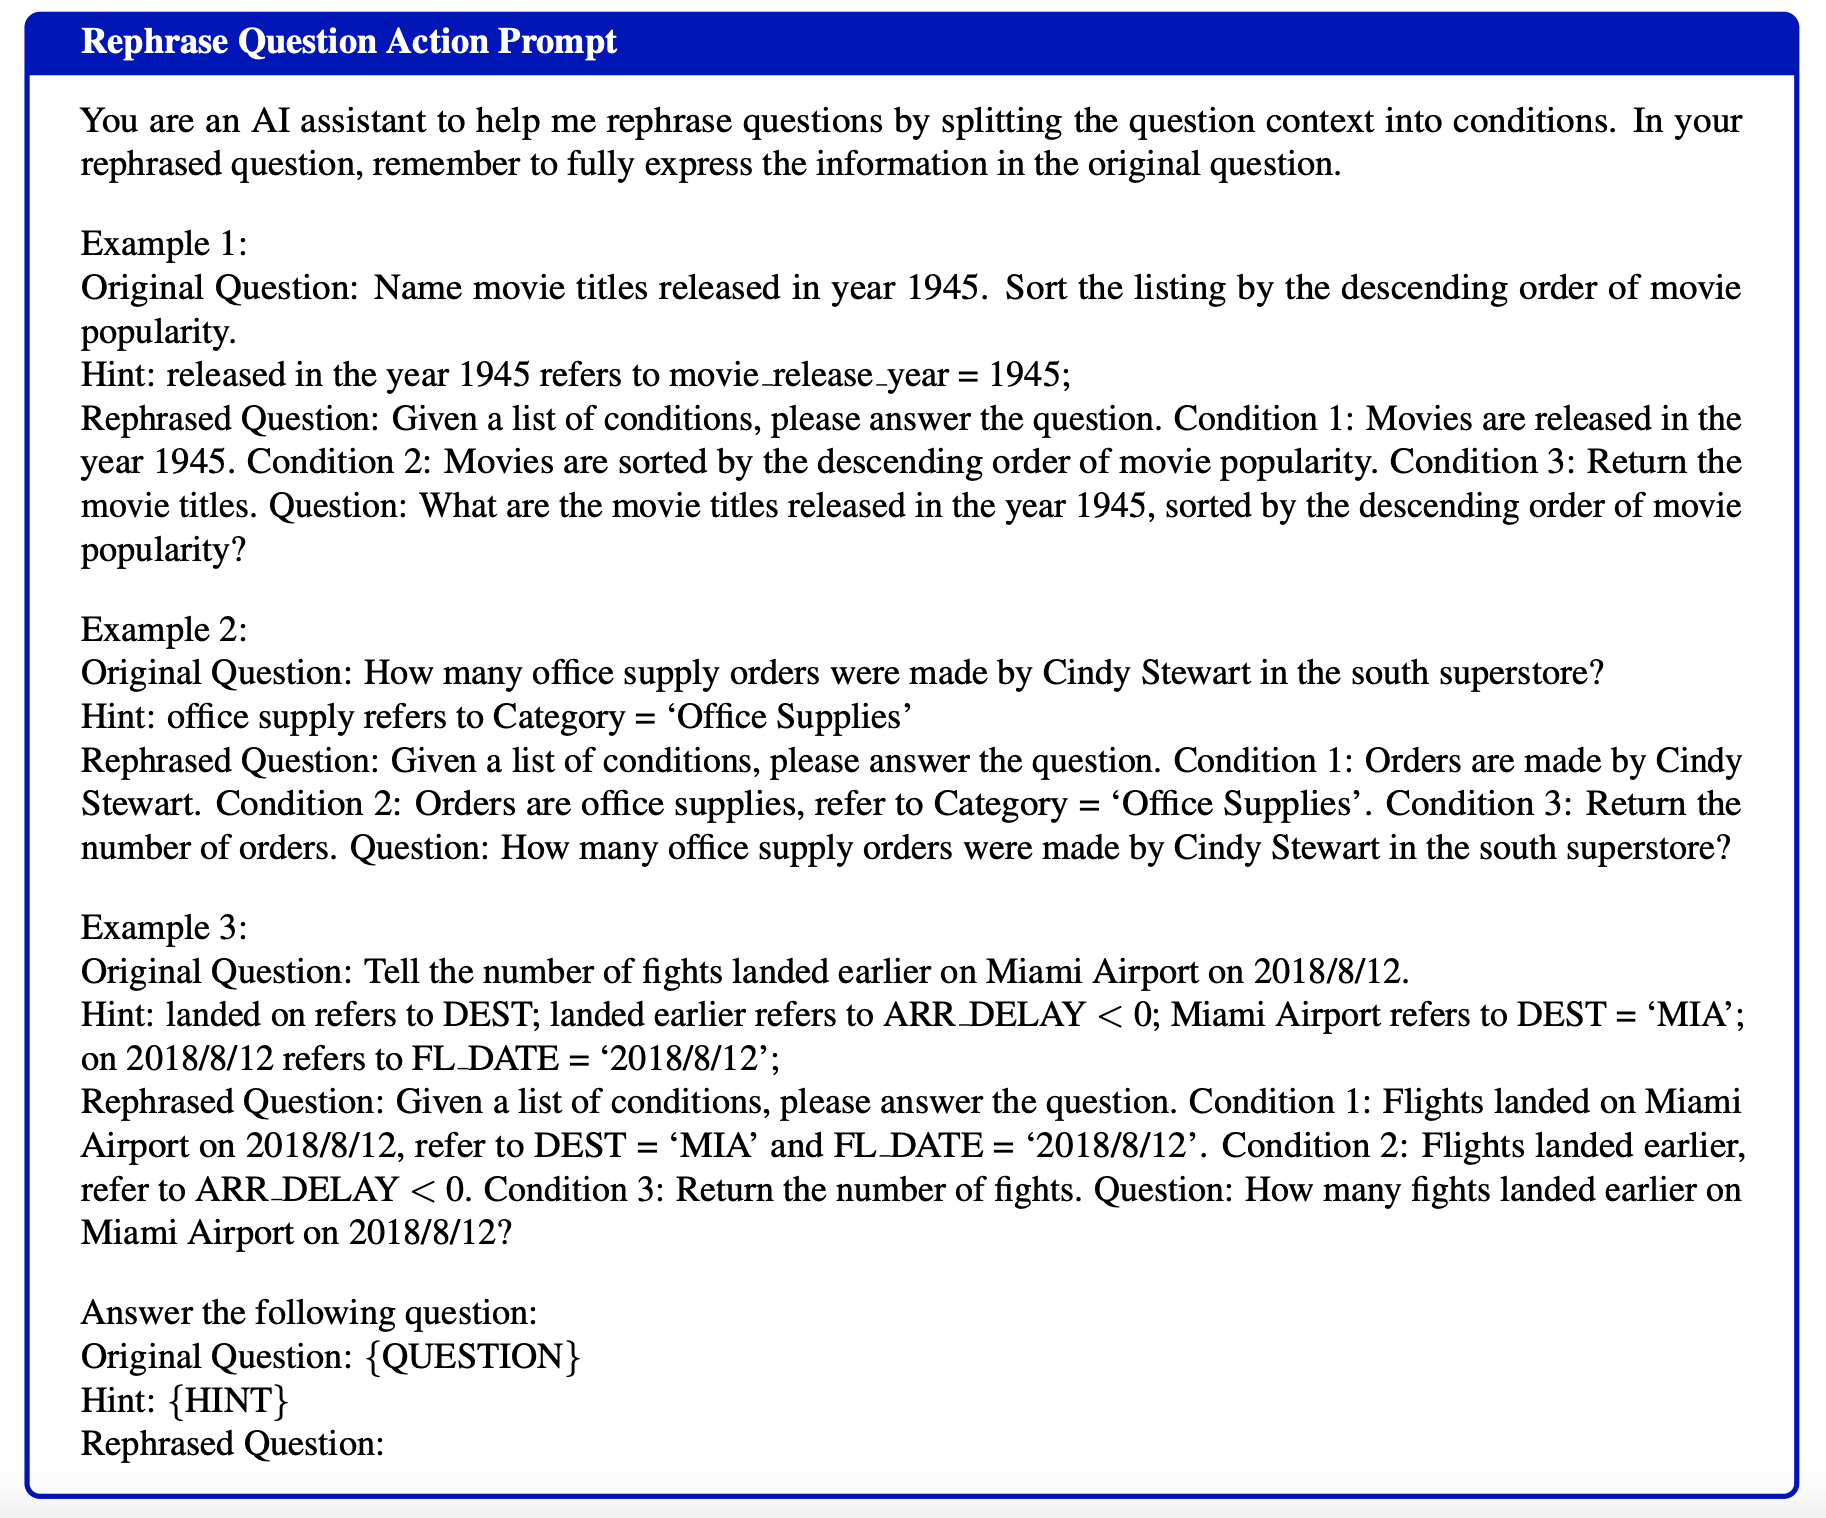 Rephrase Question Action Prompt
You are an AI assistant to help me rephrase questions by splitting the question context into conditions. In your
rephrased question, remember to fully express the information in the original question.
Example 1:
Original Question: Name movie titles released in year 1945. Sort the listing by the descending order of movie
popularity.
Hint: released in the year 1945 refers to movie_release_year = 1945;
Rephrased Question: Given a list of conditions, please answer the question. Condition 1: Movies are released in the
year 1945. Condition 2: Movies are sorted by the descending order of movie popularity. Condition 3: Return the
movie titles. Question: What are the movie titles released in the year 1945, sorted by the descending order of movie
popularity?
Example 2:
Original Question: How many office supply orders were made by Cindy Stewart in the south superstore?
Hint: office supply refers to Category = ‘Office Supplies’
Rephrased Question: Given a list of conditions, please answer the question. Condition 1: Orders are made by Cindy
Stewart. Condition 2: Orders are office supplies, refer to Category = ‘Office Supplies’. Condition 3: Return the
number of orders. Question: How many office supply orders were made by Cindy Stewart in the south superstore?
Example 3:
Original Question: Tell the number of fights landed earlier on Miami Airport on 2018/8/12.
Hint: landed on refers to DEST; landed earlier refers to ARR_DELAY < 0; Miami Airport refers to DEST = ‘MIA’;
on 2018/8/12 refers to FL_DATE = ‘2018/8/12’;
Rephrased Question: Given a list of conditions, please answer the question. Condition 1: Flights landed on Miami
Airport on 2018/8/12, refer to DEST = ‘MIA’ and FL_DATE = ‘2018/8/12’. Condition 2: Flights landed earlier,
refer to ARR_DELAY < 0. Condition 3: Return the number of fights. Question: How many fights landed earlier on
Miami Airport on 2018/8/12?
Answer the following question:
Original Question: {QUESTION}
Hint: {HINT}
Rephrased Question: